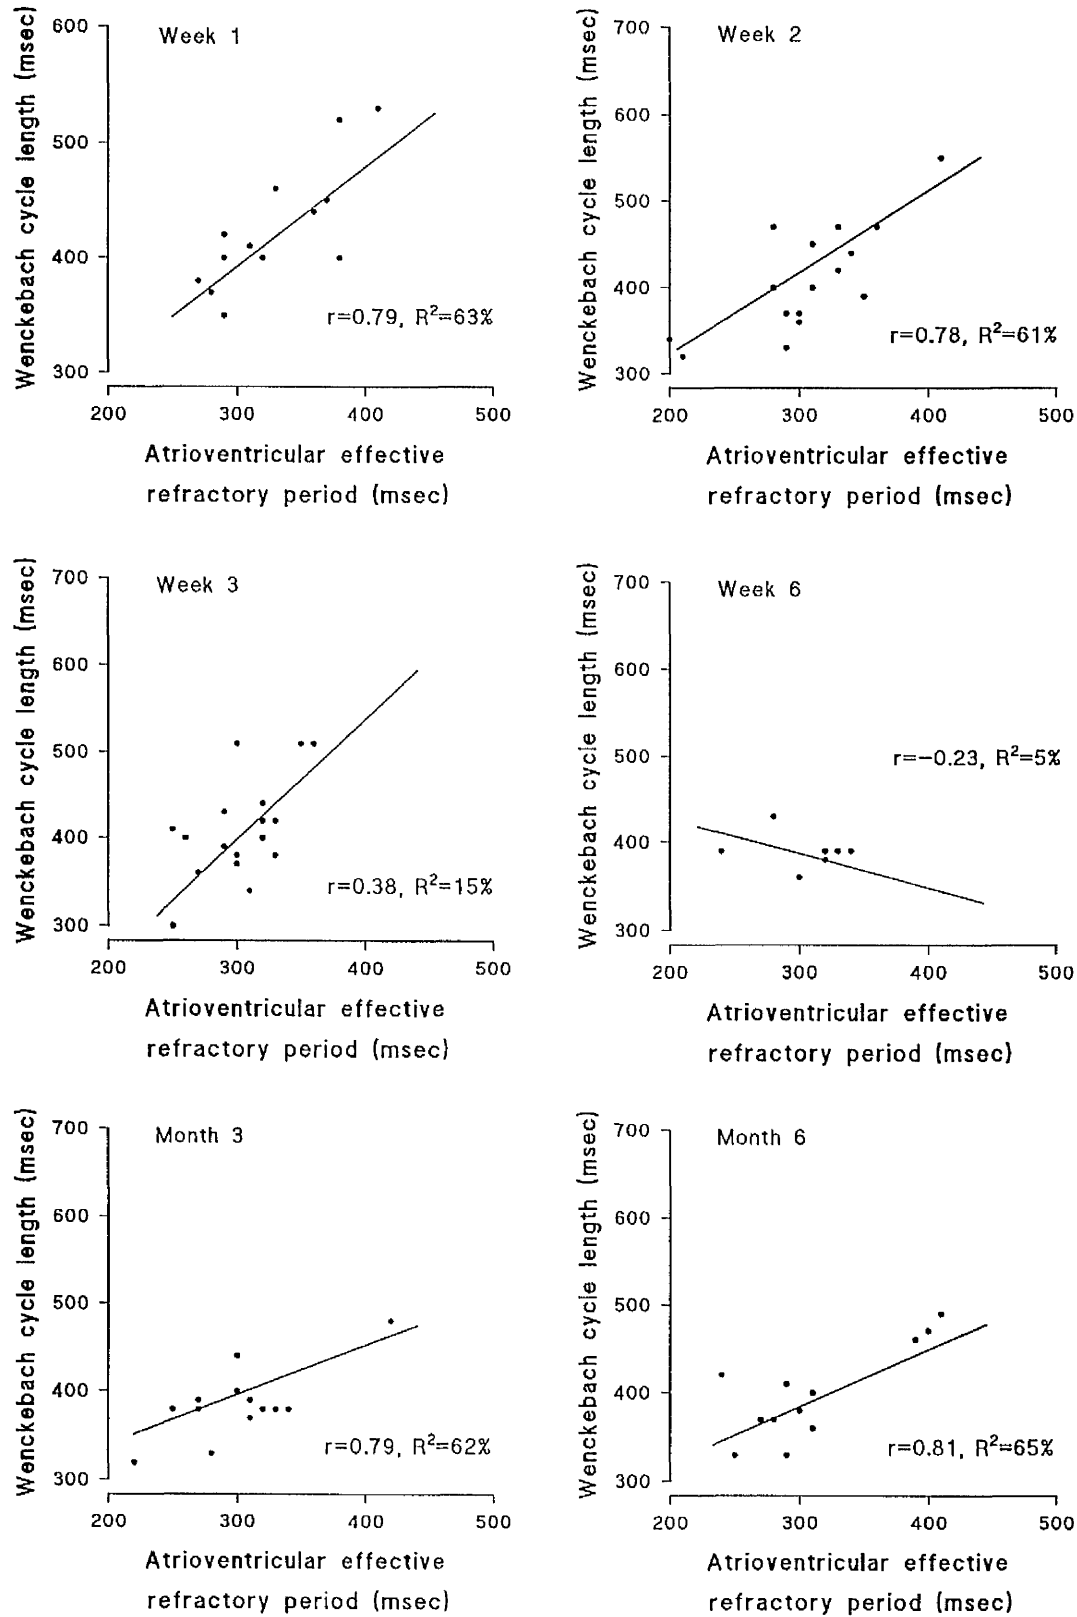 Week 1
Wenckebach cycle length (msec)
600
500
400
300
r=0.79, R²=63%
200 300 400 500
Atrioventricular effective
refractory period (msec)
Week 2
Wenckebach cycle length (msec)
700
600
500
400
300
r=0.78, R²=61%
200 300 400 500
Atrioventricular effective
refractory period (msec)
Week 3
Wenckebach cycle length (msec)
700
600
500
400
300
r=0.38, R²=15%
200 300 400 500
Atrioventricular effective
refractory period (msec)
Week 6
Wenckebach cycle length (msec)
700
600
500
400
300
r=−0.23, R²=5%
200 300 400 500
Atrioventricular effective
refractory period (msec)
Month 3
Wenckebach cycle length (msec)
700
600
500
400
300
r=0.79, R²=62%
200 300 400 500
Atrioventricular effective
refractory period (msec)
Month 6
Wenckebach cycle length (msec)
700
600
500
400
300
r=0.81, R²=65%
200 300 400 500
Atrioventricular effective
refractory period (msec)